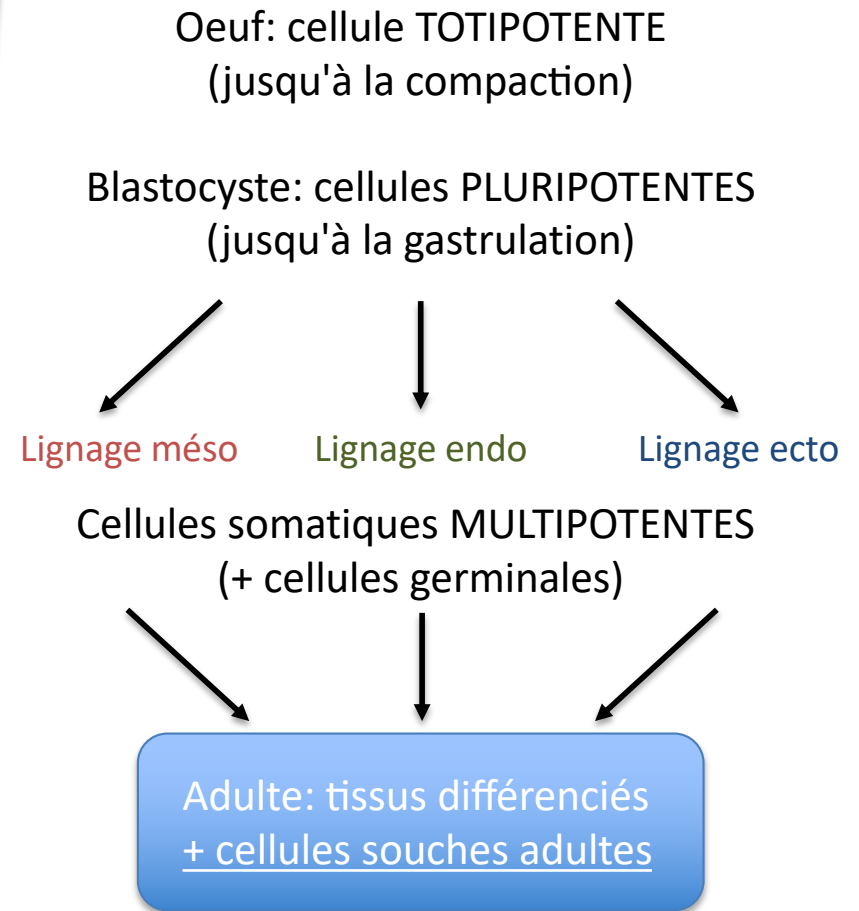 Oeuf: cellule TOTIPOTENTE
(jusqu'à la compaction)
Blastocyste: cellules PLURIPOTENTES
(jusqu'à la gastrulation)
Lignage méso Lignage endo Lignage ecto
Cellules somatiques MULTIPOTENTES
(+ cellules germinales)
Adulte: tissus différenciés
+ cellules souches adultes